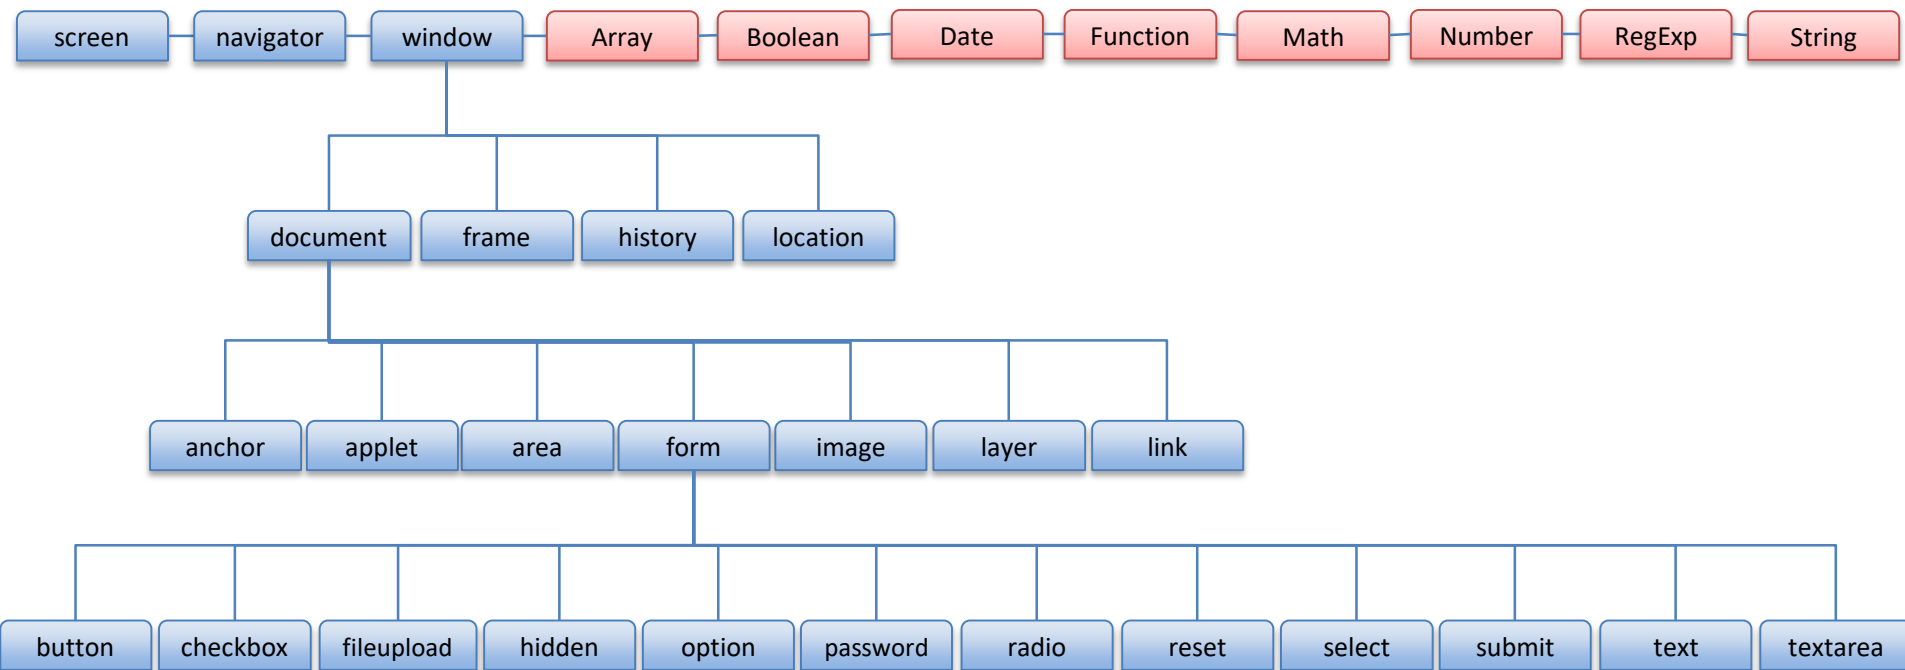 screen navigator window Array Boolean Date Function Math Number RegExp String
document frame history location
anchor applet area form image layer link
button checkbox fileupload hidden option password radio reset select submit text textarea